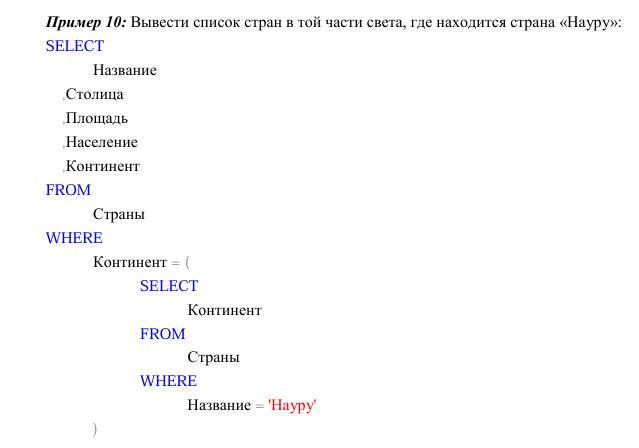 Пример 10: Вывести список стран в той части света, где находится страна «Науру»:
SELECT
Название
,Столица
,Площадь
,Население
,Континент
FROM
Страны
WHERE
Континент = (
SELECT
Континент
FROM
Страны
WHERE
Название = 'Науру'
)